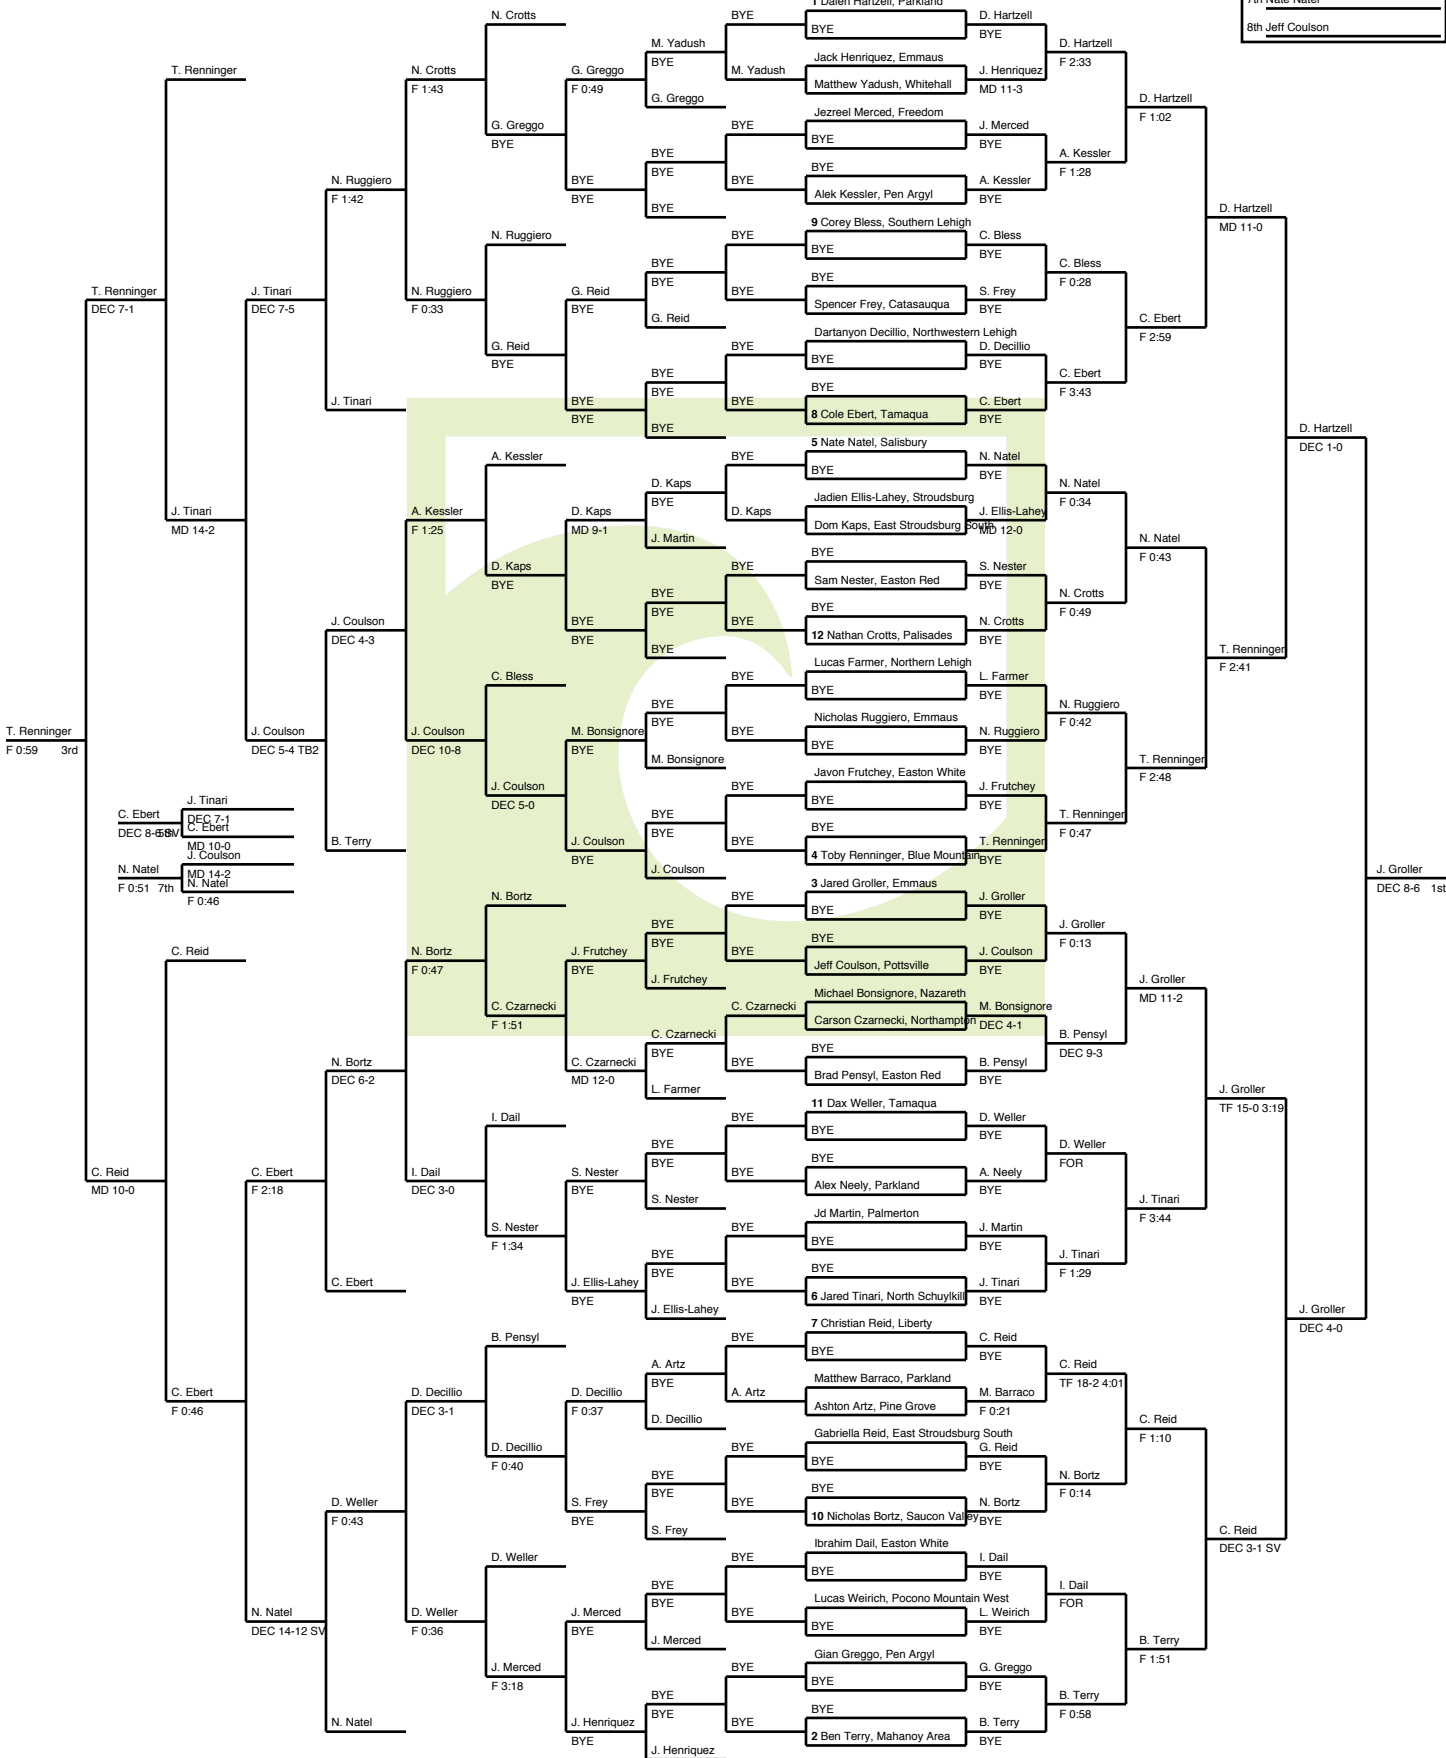 1 Dalen Hartzell, Parkland
7th Nate Natel
N. Crotts
BYE
D. Hartzell
BYE
8th Jeff Coulson
M. Yadush
BYE
D. Hartzell
F 2:33
T. Renninger
N. Crotts
F 1:43
G. Greggo
F 0:49
M. Yadush
Jack Henriquez, Emmaus
Matthew Yadush, Whitehall
J. Henriquez
MD 11-3
G. Greggo
D. Hartzell
F 1:02
Jezreel Merced, Freedom
G. Greggo
BYE
BYE
BYE
J. Merced
BYE
BYE
BYE
A. Kessler
F 1:28
BYE
N. Ruggiero
F 1:42
BYE
BYE
BYE
Alek Kessler, Pen Argyl
A. Kessler
BYE
BYE
D. Hartzell
MD 11-0
9 Corey Bless, Southern Lehigh
N. Ruggiero
BYE
BYE
C. Bless
BYE
BYE
BYE
C. Bless
F 0:28
BYE
T. Renninger
DEC 7-1
J. Tinari
DEC 7-5
N. Ruggiero
F 0:33
G. Reid
BYE
BYE
Spencer Frey, Catasauqua
S. Frey
BYE
G. Reid
C. Ebert
F 2:59
Dartanyon Decillio, Northwestern Lehigh
G. Reid
BYE
BYE
BYE
D. Decillio
BYE
BYE
BYE
C. Ebert
F 3:43
BYE
J. Tinari
BYE
BYE
BYE
8 Cole Ebert, Tamaqua
C. Ebert
BYE
BYE
D. Hartzell
DEC 1-0
5 Nate Natel, Salisbury
A. Kessler
BYE
BYE
N. Natel
BYE
D. Kaps
BYE
N. Natel
F 0:34
Jadien Ellis-Lahey, Stroudsburg
J. Tinari
MD 14-2
A. Kessler
F 1:25
D. Kaps
MD 9-1
D. Kaps
Dom Kaps, East Stroudsburg South
J. Ellis-Lahey
MD 12-0
J. Martin
N. Natel
F 0:43
BYE
D. Kaps
BYE
BYE
Sam Nester, Easton Red
S. Nester
BYE
BYE
BYE
N. Crotts
F 0:49
BYE
J. Coulson
DEC 4-3
BYE
BYE
BYE
12 Nathan Crotts, Palisades
N. Crotts
BYE
BYE
T. Renninger
F 2:41
Lucas Farmer, Northern Lehigh
C. Bless
BYE
BYE
L. Farmer
BYE
BYE
BYE
N. Ruggiero
F 0:42
Nicholas Ruggiero, Emmaus
T. Renninger
F 0:59 3rd
J. Coulson
DEC 5-4 TB2
J. Coulson
DEC 10-8
M. Bonsignore
BYE
BYE
BYE
N. Ruggiero
BYE
M. Bonsignore
T. Renninger
F 2:48
Javon Frutchey, Easton White
J. Coulson
DEC 5-0
BYE
BYE
J. Frutchey
BYE
J. Tinari
DEC 7-1
C. Ebert
DEC 8-6 SV 5th
C. Ebert
MD 10-0
BYE
BYE
T. Renninger
F 0:47
BYE
B. Terry
J. Coulson
BYE
BYE
4 Toby Renninger, Blue Mountain
T. Renninger
BYE
J. Coulson
MD 14-2
N. Natel
F 0:51 7th
N. Natel
F 0:46
J. Coulson
J. Groller
DEC 8-6 1st
3 Jared Groller, Emmaus
N. Bortz
BYE
BYE
J. Groller
BYE
BYE
BYE
J. Groller
F 0:13
BYE
C. Reid
N. Bortz
F 0:47
J. Frutchey
BYE
BYE
Jeff Coulson, Pottsville
J. Coulson
BYE
J. Frutchey
J. Groller
MD 11-2
Michael Bonsignore, Nazareth
C. Czarnecki
F 1:51
C. Czarnecki
Carson Czarnecki, Northampton
M. Bonsignore
DEC 4-1
C. Czarnecki
BYE
B. Pensyl
DEC 9-3
BYE
N. Bortz
DEC 6-2
C. Czarnecki
MD 12-0
BYE
Brad Pensyl, Easton Red
B. Pensyl
BYE
L. Farmer
J. Groller
TF 15-0 3:19
11 Dax Weller, Tamaqua
I. Dail
BYE
BYE
D. Weller
BYE
BYE
BYE
D. Weller
FOR
BYE
C. Reid
MD 10-0
C. Ebert
F 2:18
I. Dail
DEC 3-0
S. Nester
BYE
BYE
Alex Neely, Parkland
A. Neely
BYE
S. Nester
J. Tinari
F 3:44
Jd Martin, Palmerton
S. Nester
F 1:34
BYE
BYE
J. Martin
BYE
BYE
BYE
J. Tinari
F 1:29
BYE
C. Ebert
J. Ellis-Lahey
BYE
BYE
6 Jared Tinari, North Schuylkill
J. Tinari
BYE
J. Ellis-Lahey
J. Groller
DEC 4-0
7 Christian Reid, Liberty
B. Pensyl
BYE
BYE
C. Reid
BYE
A. Artz
BYE
C. Reid
TF 18-2 4:01
Matthew Barraco, Parkland
C. Ebert
F 0:46
D. Decillio
DEC 3-1
D. Decillio
F 0:37
A. Artz
Ashton Artz, Pine Grove
M. Barraco
F 0:21
D. Decillio
C. Reid
F 1:10
Gabriella Reid, East Stroudsburg South
D. Decillio
F 0:40
BYE
BYE
G. Reid
BYE
BYE
BYE
N. Bortz
F 0:14
BYE
D. Weller
F 0:43
S. Frey
BYE
BYE
10 Nicholas Bortz, Saucon Valley
N. Bortz
BYE
S. Frey
C. Reid
DEC 3-1 SV
Ibrahim Dail, Easton White
D. Weller
BYE
BYE
I. Dail
BYE
BYE
BYE
I. Dail
FOR
Lucas Weirich, Pocono Mountain West
N. Natel
DEC 14-12 SV
D. Weller
F 0:36
J. Merced
BYE
BYE
BYE
L. Weirich
BYE
J. Merced
B. Terry
F 1:51
Gian Greggo, Pen Argyl
J. Merced
F 3:18
BYE
BYE
G. Greggo
BYE
BYE
BYE
B. Terry
F 0:58
BYE
N. Natel
J. Henriquez
BYE
BYE
2 Ben Terry, Mahanoy Area
B. Terry
BYE
J. Henriquez